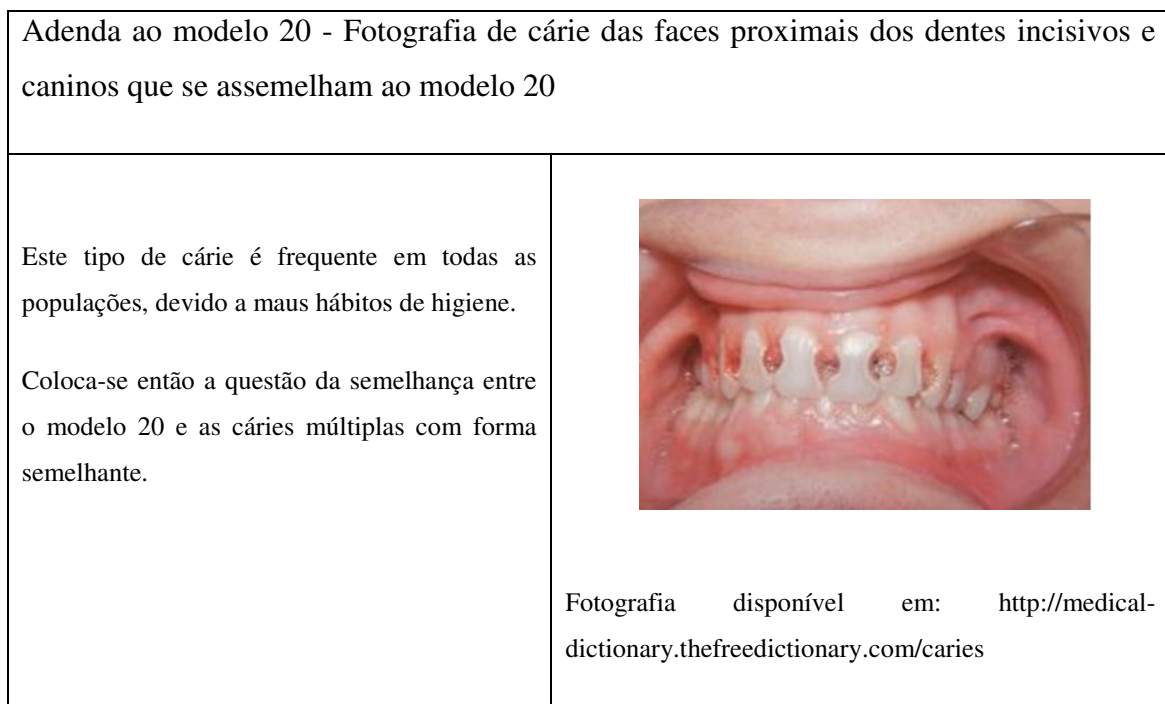 Adenda ao modelo 20 - Fotografia de cárie das faces proximais dos dentes incisivos e
caninos que se assemelham ao modelo 20
Este tipo de cárie é frequente em todas as
populações, devido a maus hábitos de higiene.
Coloca-se então a questão da semelhança entre
o modelo 20 e as cáries múltiplas com forma
semelhante.
Fotografia disponível em: http://medical-
dictionary.thefreedictionary.com/caries